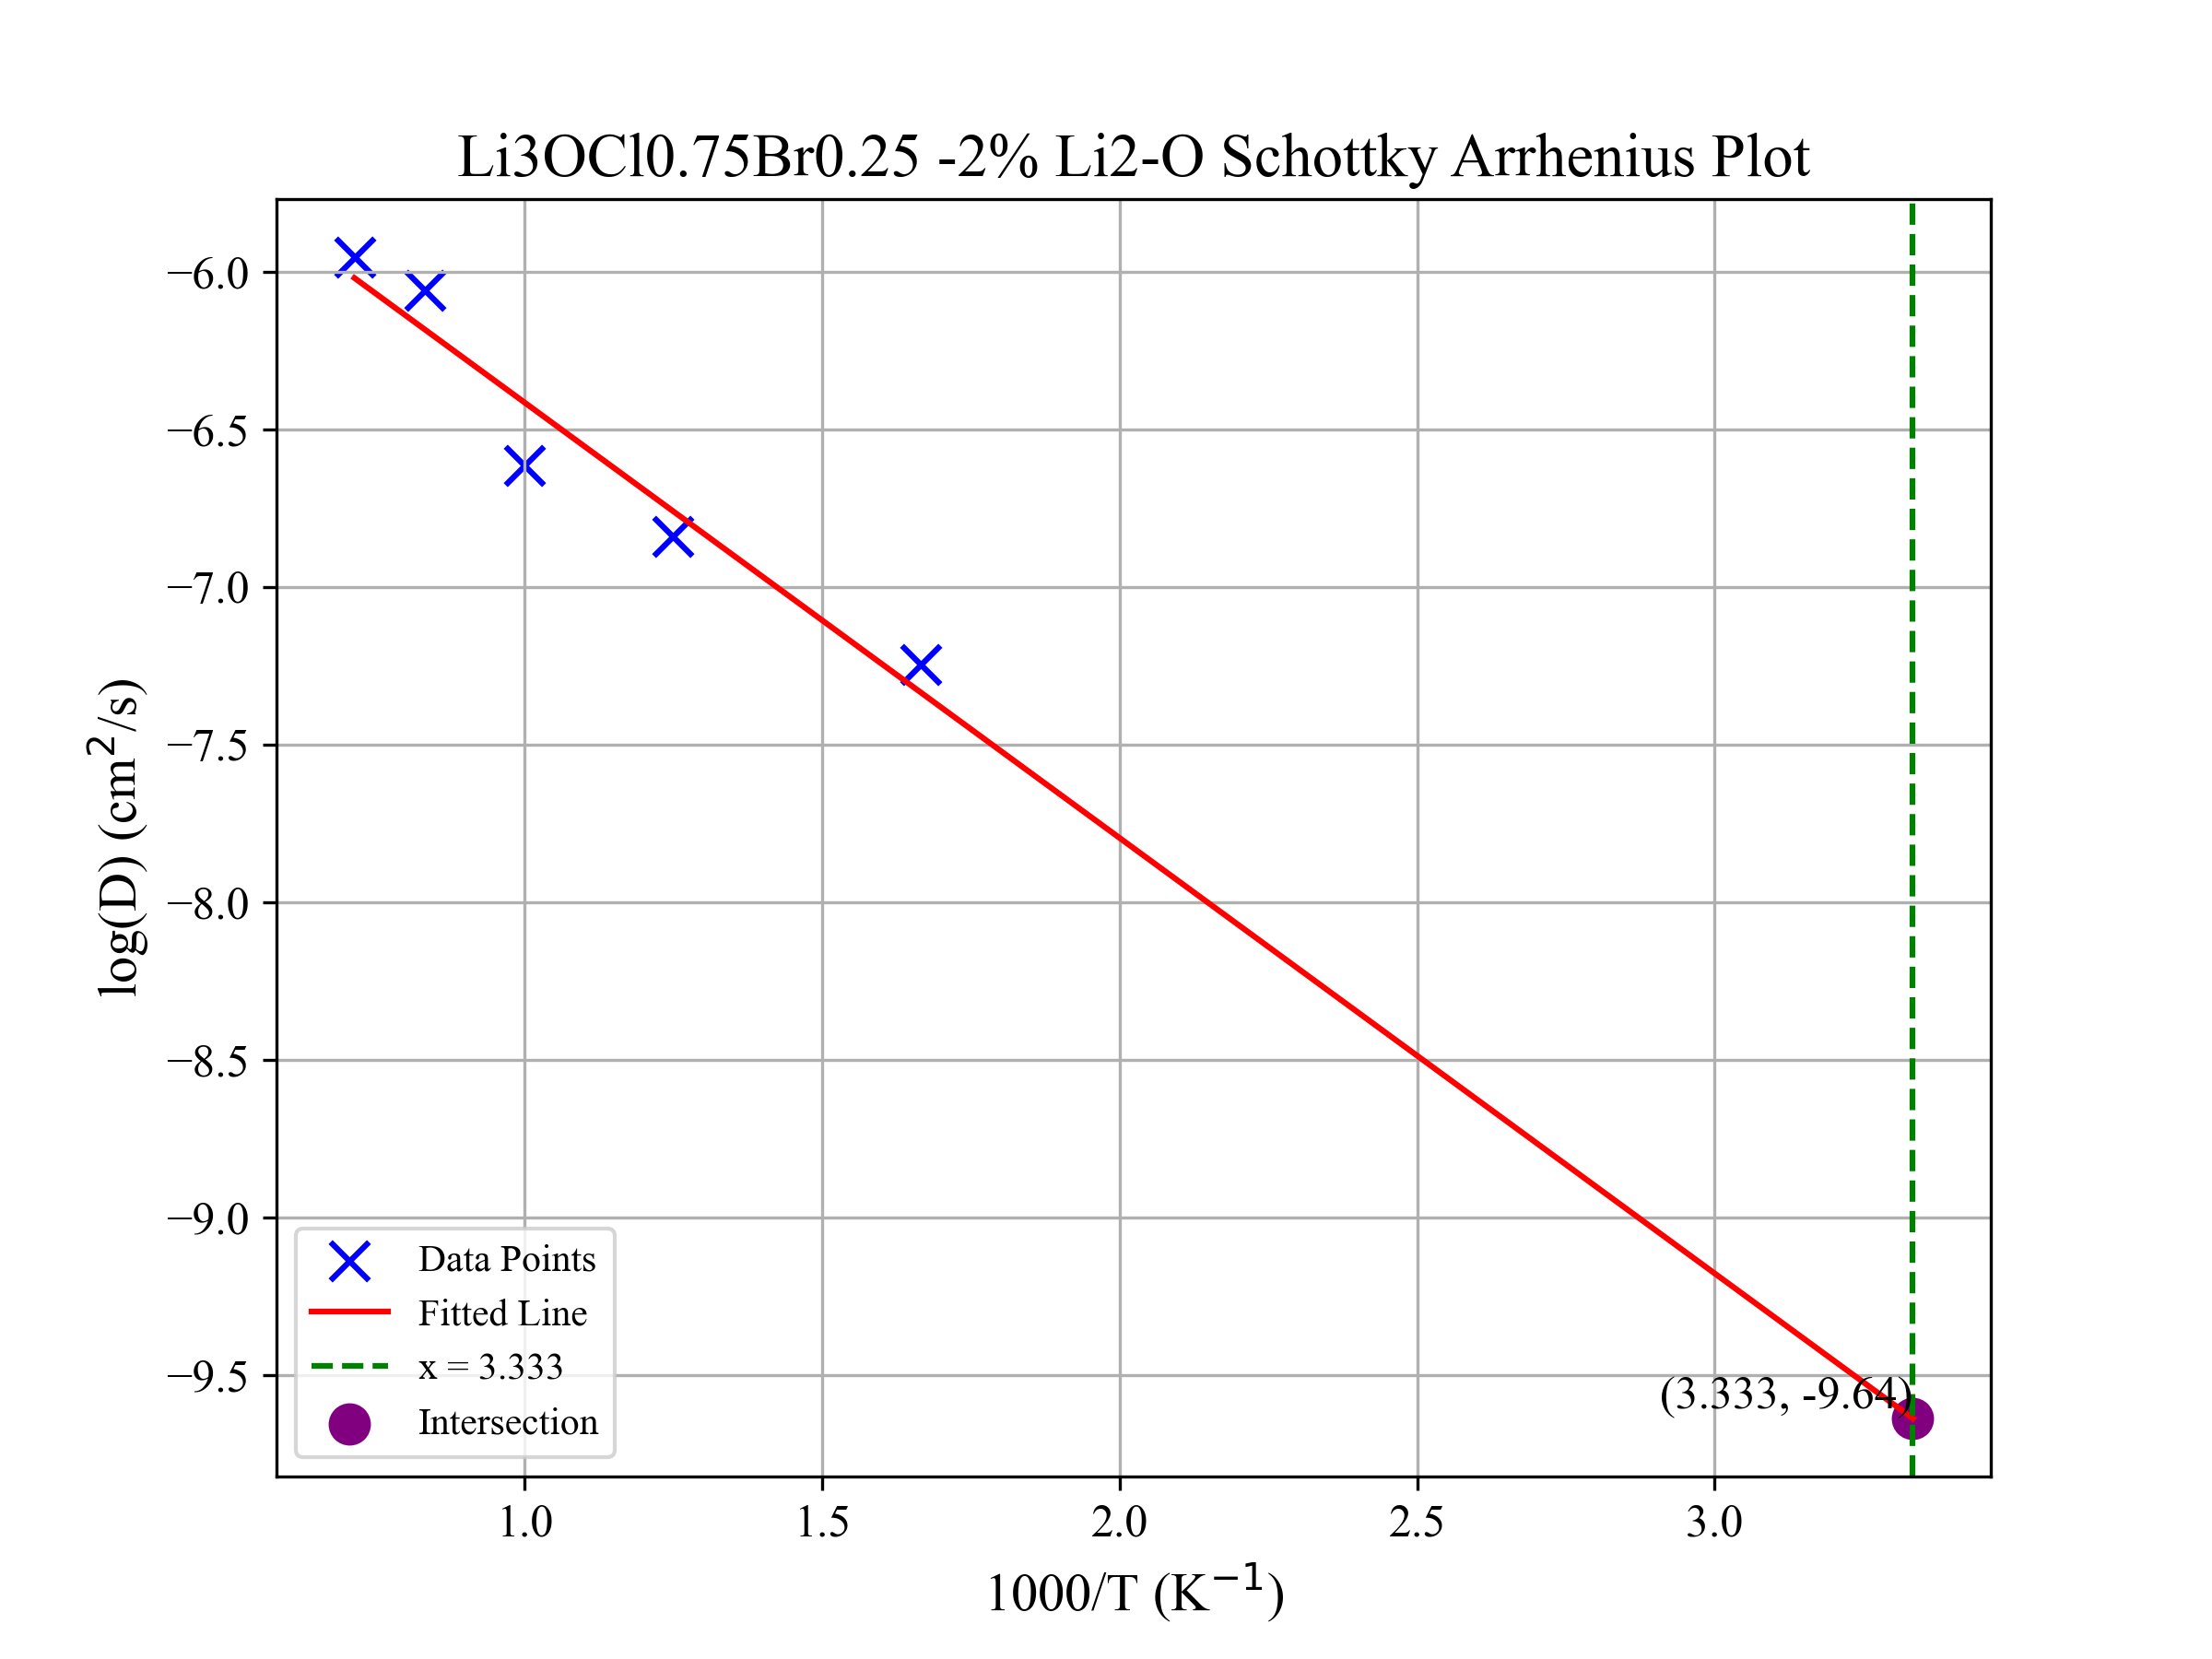 Li3OCl0.75Br0.25 -2% Li2-O Schottky Arrhenius Plot
−6.0
−6.5
−7.0
−7.5
−8.0
−8.5
−9.0
−9.5
log(D) (cm²/s)
Data Points
Fitted Line
x = 3.333
Intersection
(3.333, -9.64)
1.0
1.5
2.0
2.5
3.0
1000/T (K⁻¹)